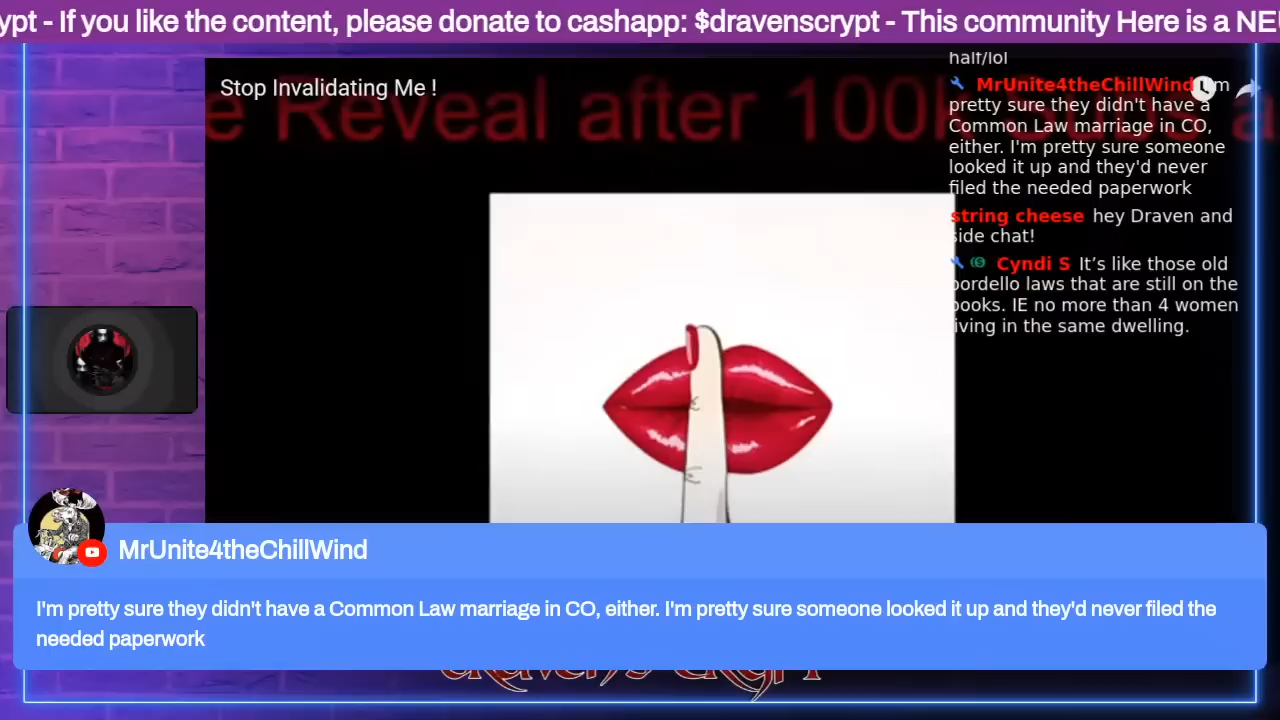 ypt - If you like the content, please donate to cashapp: $dravenscrypt - This community Here is a NE
half/lol
Stop Invalidating Me !
e Reveal after 100
MrUnite4theChillWind I'm
pretty sure they didn't have a
Common Law marriage in CO,
either. I'm pretty sure someone
looked it up and they'd never
filed the needed paperwork
string cheese hey Draven and
side chat!
Cyndi S It's like those old
bordello laws that are still on the
books. IE no more than 4 women
living in the same dwelling.
MrUnite4theChillWind
I'm pretty sure they didn't have a Common Law marriage in CO, either. I'm pretty sure someone looked it up and they'd never filed the
needed paperwork